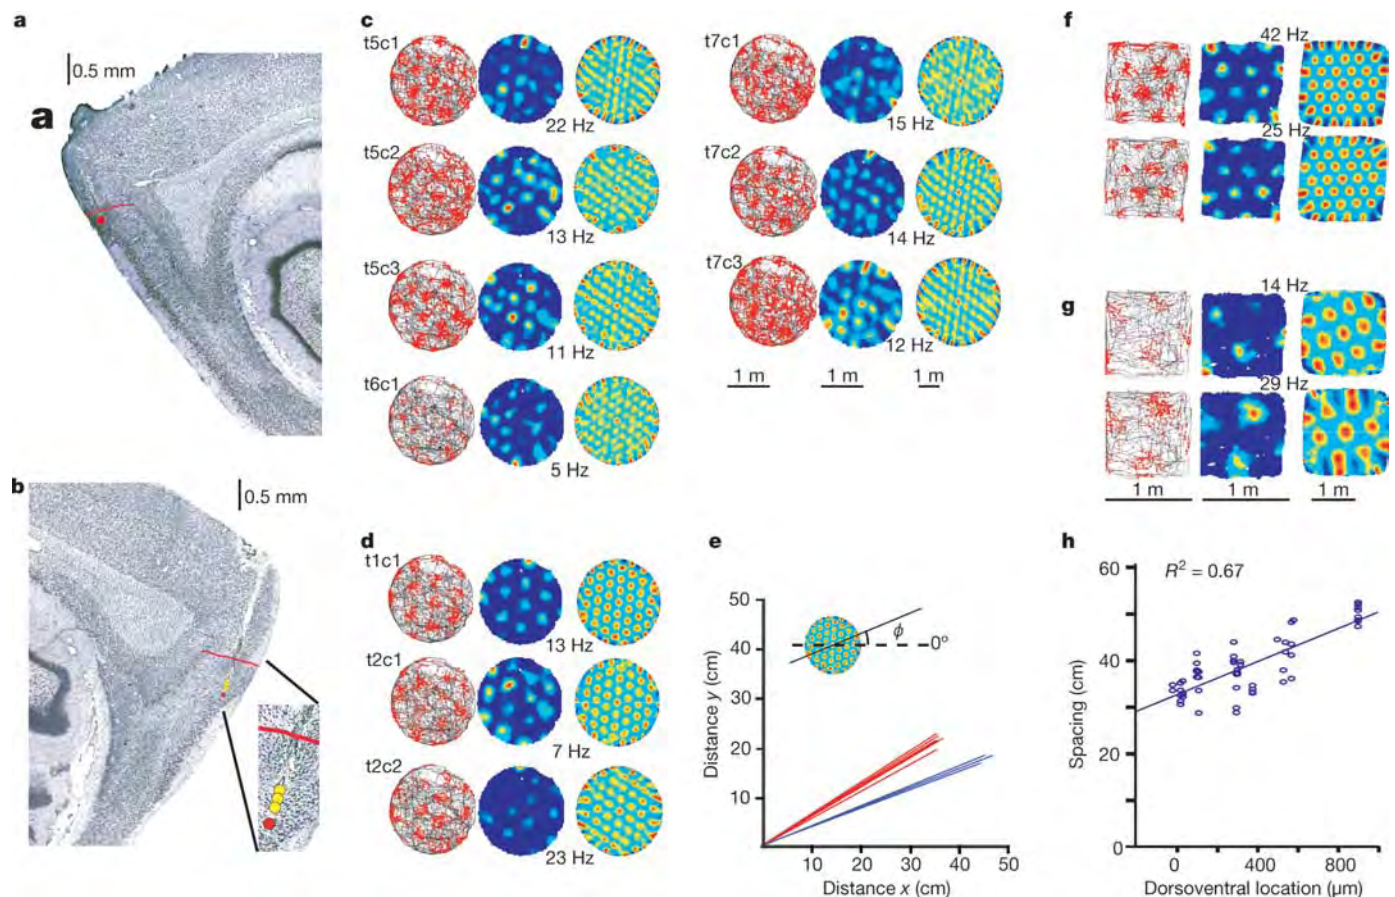 a
0.5 mm
a
b
0.5 mm
c
t5c1
22 Hz
t5c2
13 Hz
t5c3
11 Hz
t6c1
5 Hz
t7c1
15 Hz
t7c2
14 Hz
t7c3
12 Hz
1 m
1 m
1 m
d
t1c1
13 Hz
t2c1
7 Hz
t2c2
23 Hz
e
50
40
30
20
10
Distance y (cm)
ϕ
0°
10 20 30 40 50
Distance x (cm)
f
42 Hz
25 Hz
g
14 Hz
29 Hz
1 m
1 m
1 m
h
R² = 0.67
60
40
20
0
Spacing (cm)
0 400 800
Dorsoventral location (µm)